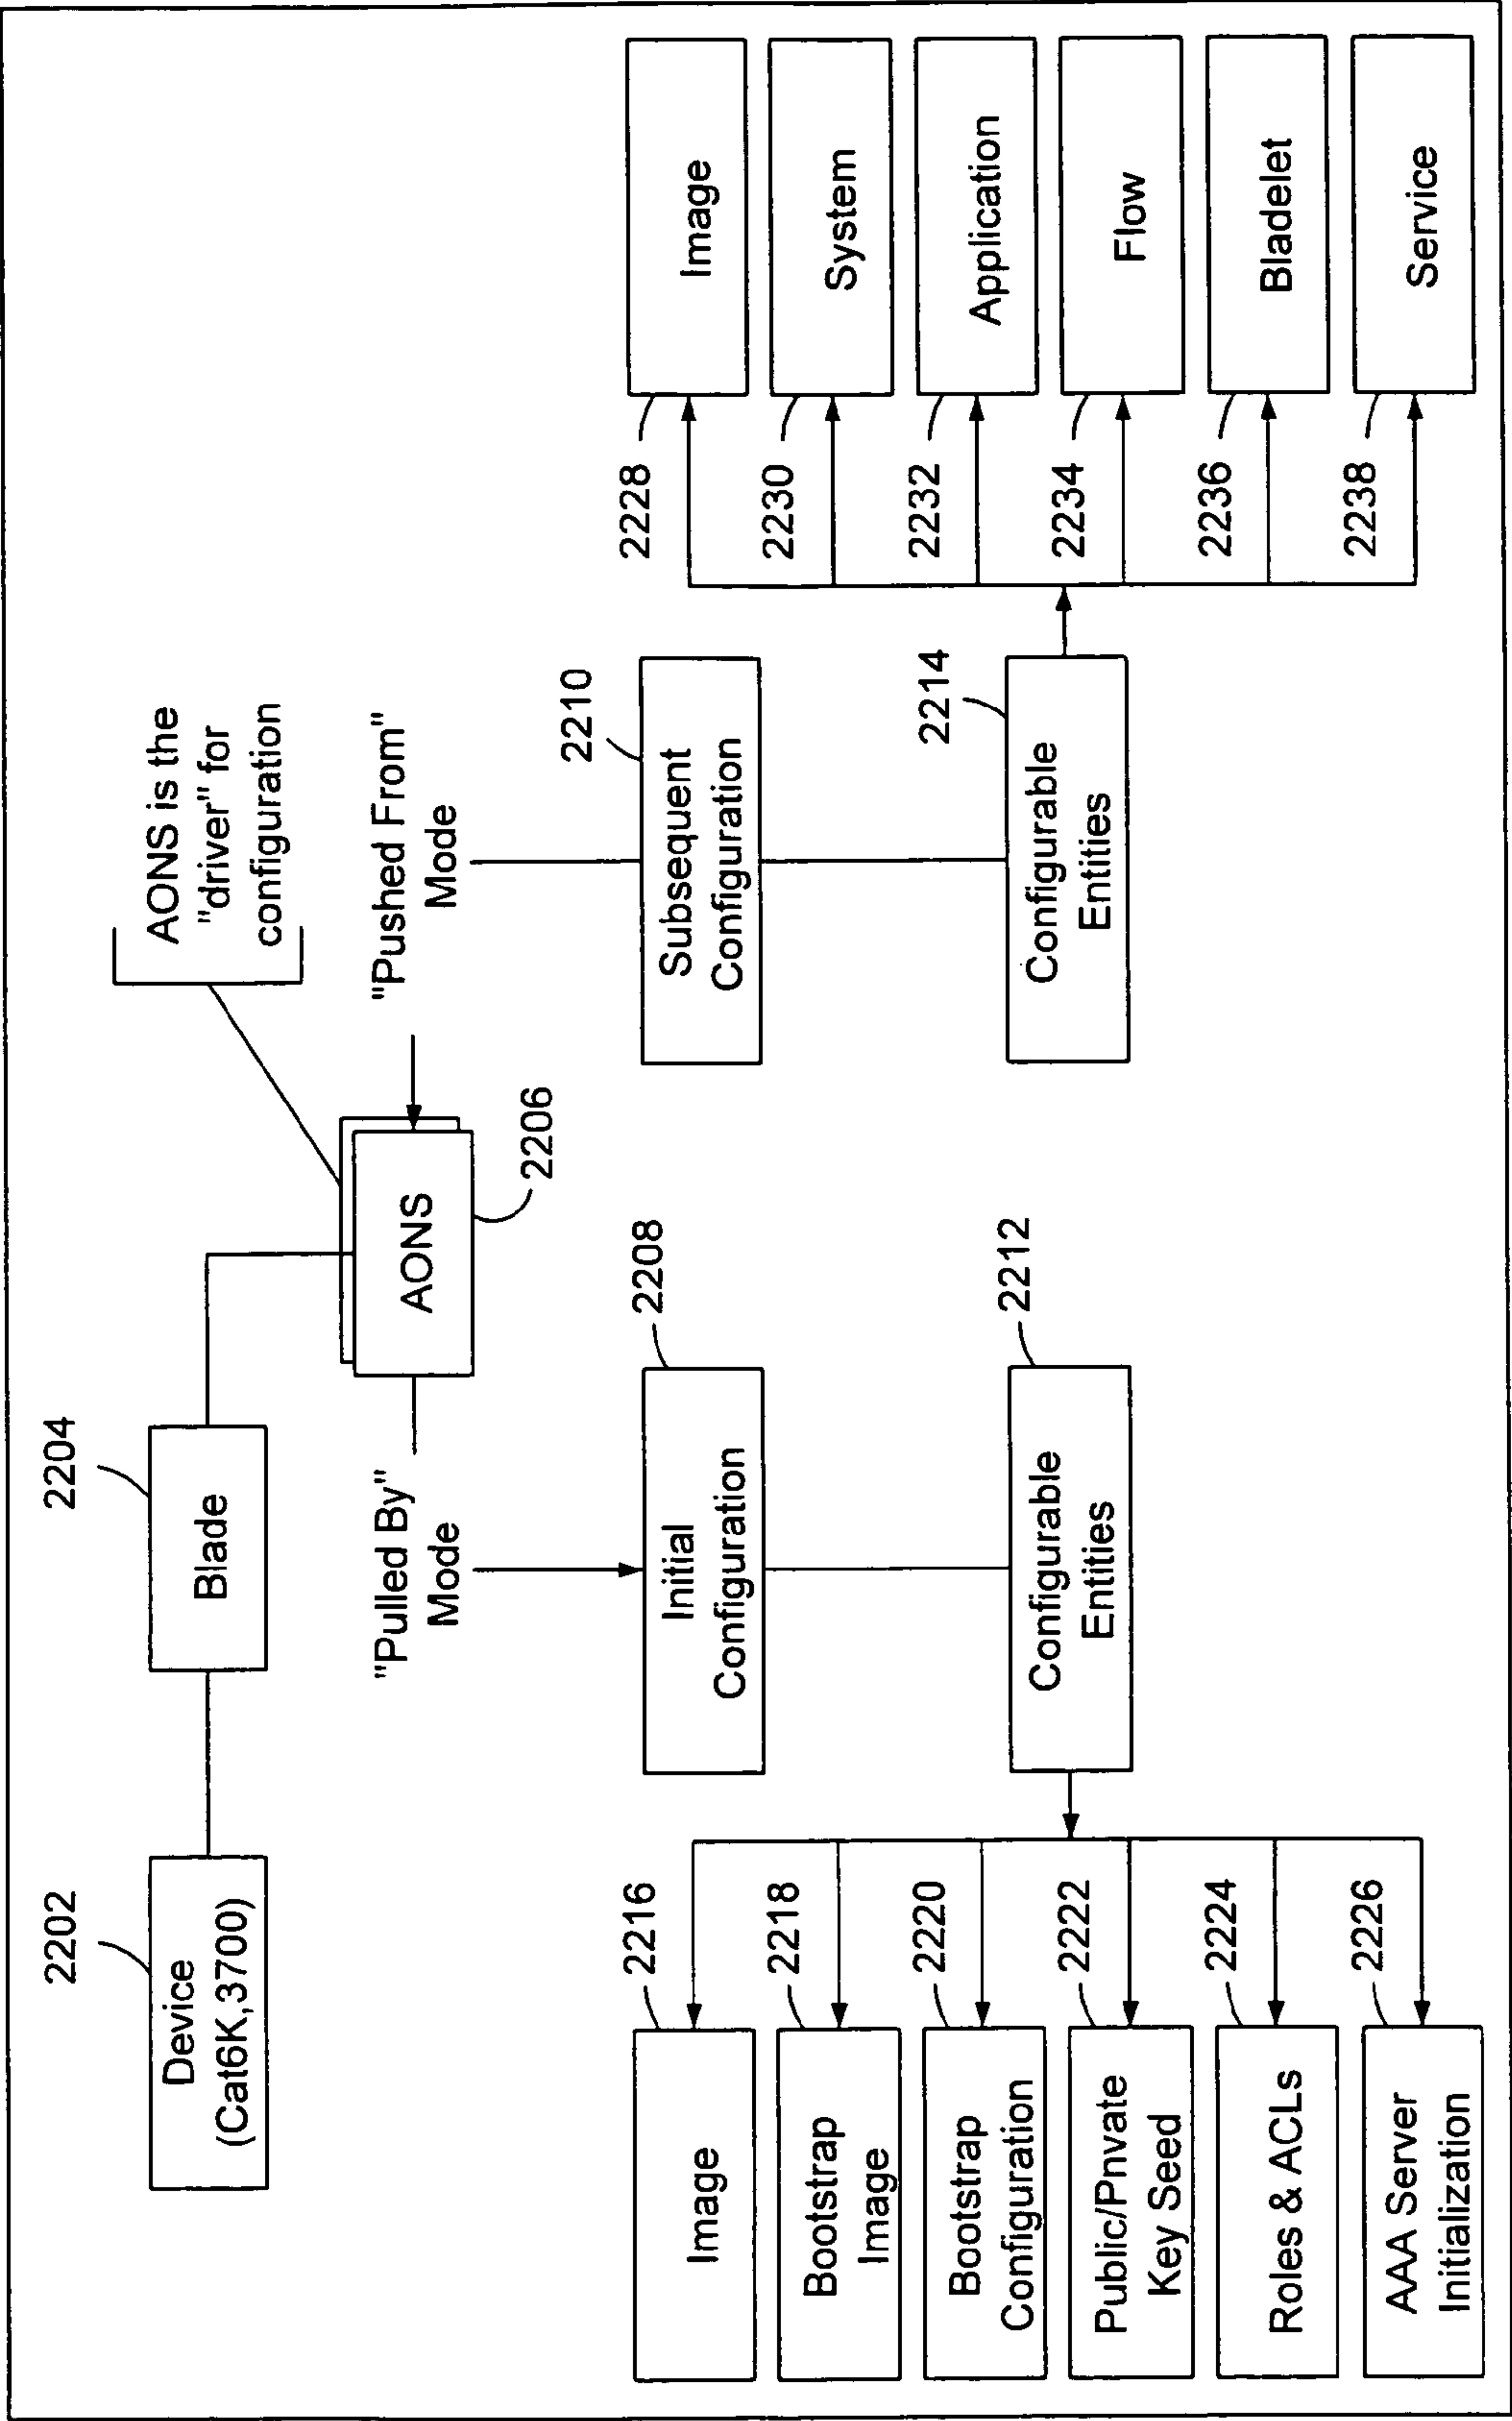 2202
Device
(Cat6K,3700)
2204
Blade
AONS is the
"driver" for
configuration
AONS
2206
"Pulled By"
Mode
"Pushed From"
Mode
2208
Initial
Configuration
2210
Subsequent
Configuration
2212
Configurable
Entities
2214
Configurable
Entities
2216
Image
2218
Bootstrap
Image
2220
Bootstrap
Configuration
2222
Public/Pnvate
Key Seed
2224
Roles & ACLs
2226
AAA Server
Initialization
2228
Image
2230
System
2232
Application
2234
Flow
2236
Bladelet
2238
Service